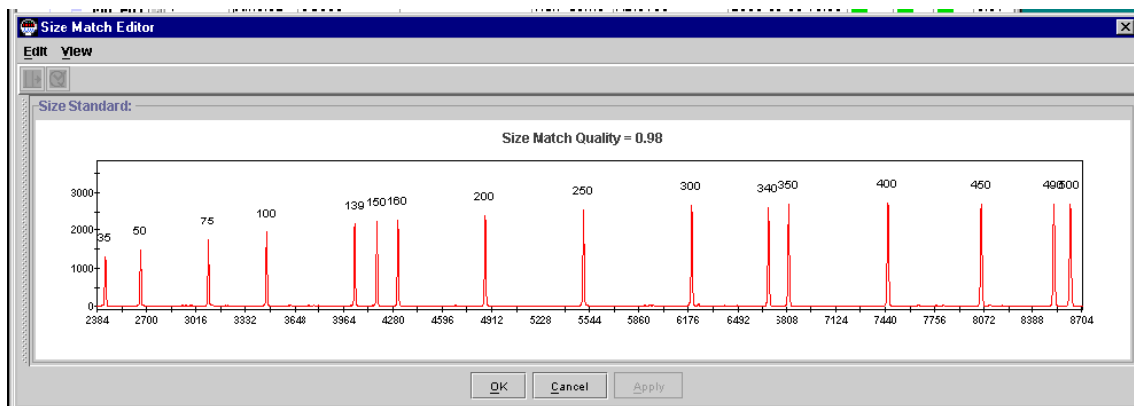 Size Match Editor
Edit View
Size Standard:
Size Match Quality = 0.98
3000
2000
1000
0
35 50 75 100 139 150 160 200 250 300 340 350 400 450 490 500
2384 2700 3016 3332 3648 3964 4280 4596 4912 5228 5544 5860 6176 6492 6808 7124 7440 7756 8072 8388 8704
OK Cancel Apply